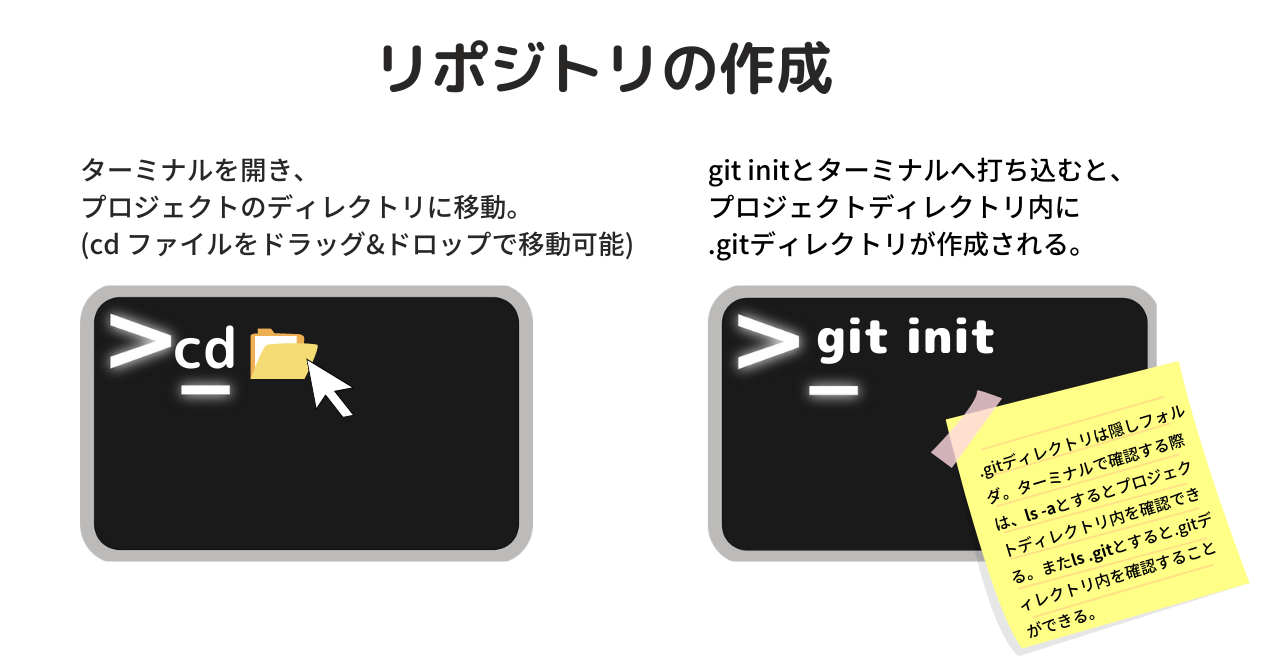 リポジトリの作成
ターミナルを開き、
プロジェクトのディレクトリに移動。
(cd ファイルをドラッグ&ドロップで移動可能)
>cd
git initとターミナルへ打ち込むと、
プロジェクトディレクトリ内に
.gitディレクトリが作成される。
> git init
.gitディレクトリは隠しフォル
ダ。ターミナルで確認する際
は、ls -aとするとプロジェク
トディレクトリ内を確認でき
る。またls .gitとすると.gitデ
ィレクトリ内を確認すること
ができる。